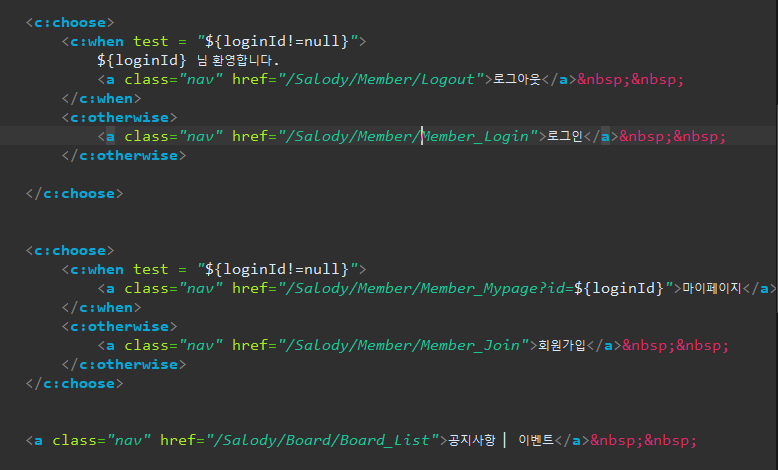 <c:choose>
<c:when test = "${loginId!=null}">
${loginId} 님 환영합니다.
<a class="nav" href="/Salody/Member/Logout">로그아웃</a>&nbsp;&nbsp;
</c:when>
<c:otherwise>
<a class="nav" href="/Salody/Member/Member_Login">로그인</a>&nbsp;&nbsp;
</c:otherwise>
</c:choose>
<c:choose>
<c:when test = "${loginId!=null}">
<a class="nav" href="/Salody/Member/Member_Mypage?id=${loginId}">마이페이지</a>
</c:when>
<c:otherwise>
<a class="nav" href="/Salody/Member/Member_Join">회원가입</a>&nbsp;&nbsp;
</c:otherwise>
</c:choose>
<a class="nav" href="/Salody/Board/Board_List">공지사항 | 이벤트</a>&nbsp;&nbsp;